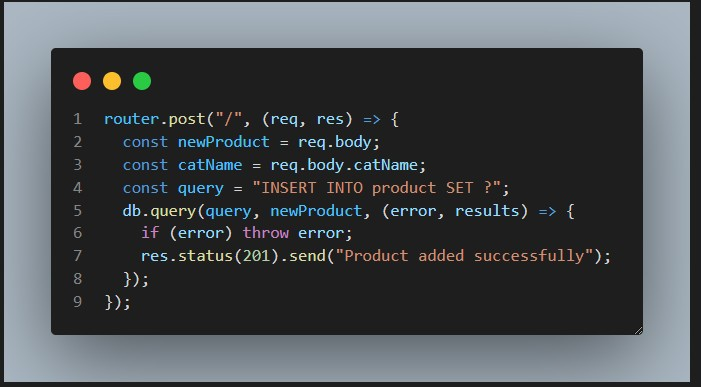 1 router.post("/", (req, res) => {
2 const newProduct = req.body;
3 const catName = req.body.catName;
4 const query = "INSERT INTO product SET ?";
5 db.query(query, newProduct, (error, results) => {
6 if (error) throw error;
7 res.status(201).send("Product added successfully");
8 });
9 });